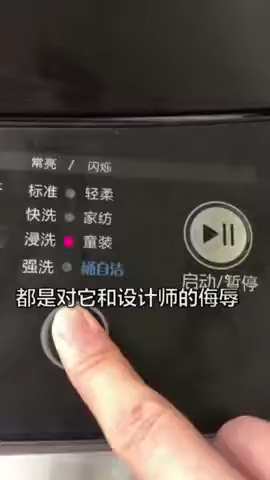 常亮 / 闪烁
标准 轻柔
快洗 家纺
浸洗 童装
强洗 桶自洁
启动/暂停
都是对它和设计师的侮辱